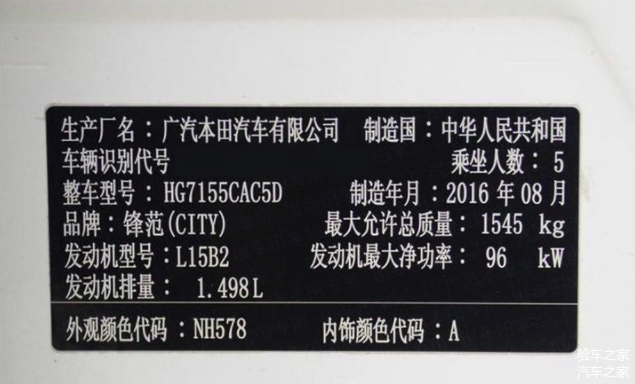 生产厂名：广汽本田汽车有限公司 制造国：中华人民共和国
车辆识别代号 乘坐人数：5
整车型号：HG7155CAC5D 制造年月：2016 年 08 月
品牌：锋范(CITY) 最大允许总质量：1545 kg
发动机型号：L15B2 发动机最大净功率：96 kW
发动机排量：1.498L
外观颜色代码：NH578 内饰颜色代码：A
验车之家
汽车之家